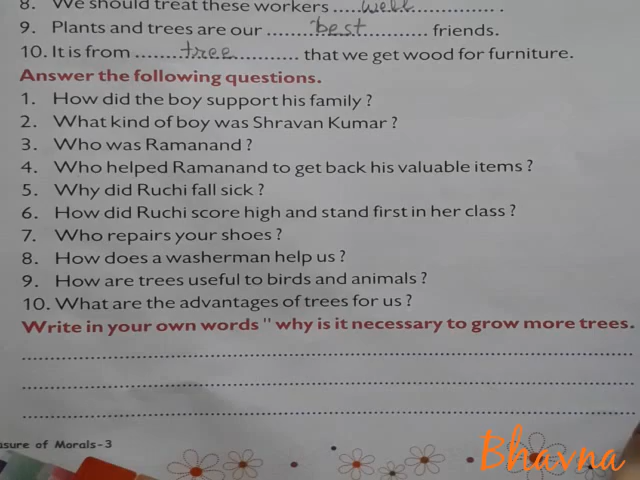 8. We should treat these workers ....well.................... .
9. Plants and trees are our ........best............ friends.
10. It is from ........tree............ that we get wood for furniture.
Answer the following questions.
1. How did the boy support his family ?
2. What kind of boy was Shravan Kumar ?
3. Who was Ramanand ?
4. Who helped Ramanand to get back his valuable items ?
5. Why did Ruchi fall sick ?
6. How did Ruchi score high and stand first in her class ?
7. Who repairs your shoes ?
8. How does a washerman help us ?
9. How are trees useful to birds and animals ?
10. What are the advantages of trees for us ?
Write in your own words " why is it necessary to grow more trees.
of Morals-3
Bhavna